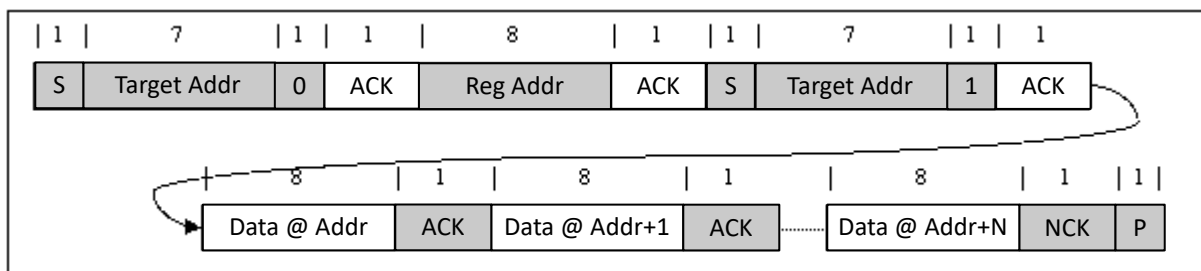 | 1 | 7 | 1 | 1 | 8 | 1 | 1 | 7 | 1 | 1
S Target Addr 0 ACK Reg Addr ACK S Target Addr 1 ACK
| 8 | 1 | 8 | 1 | 8 | 1 | 1 |
Data @ Addr ACK Data @ Addr+1 ACK Data @ Addr+N NCK P